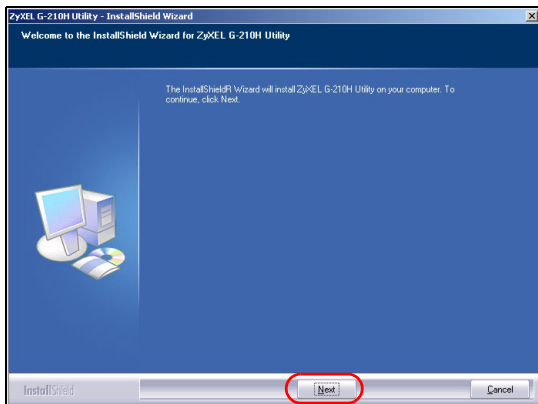 ZyXEL G-210H Utility - InstallShield Wizard
Welcome to the InstallShield Wizard for ZyXEL G-210H Utility
The InstallShieldR Wizard will install ZyXEL G-210H Utility on your computer. To
continue, click Next.
InstallShield
Next
Cancel